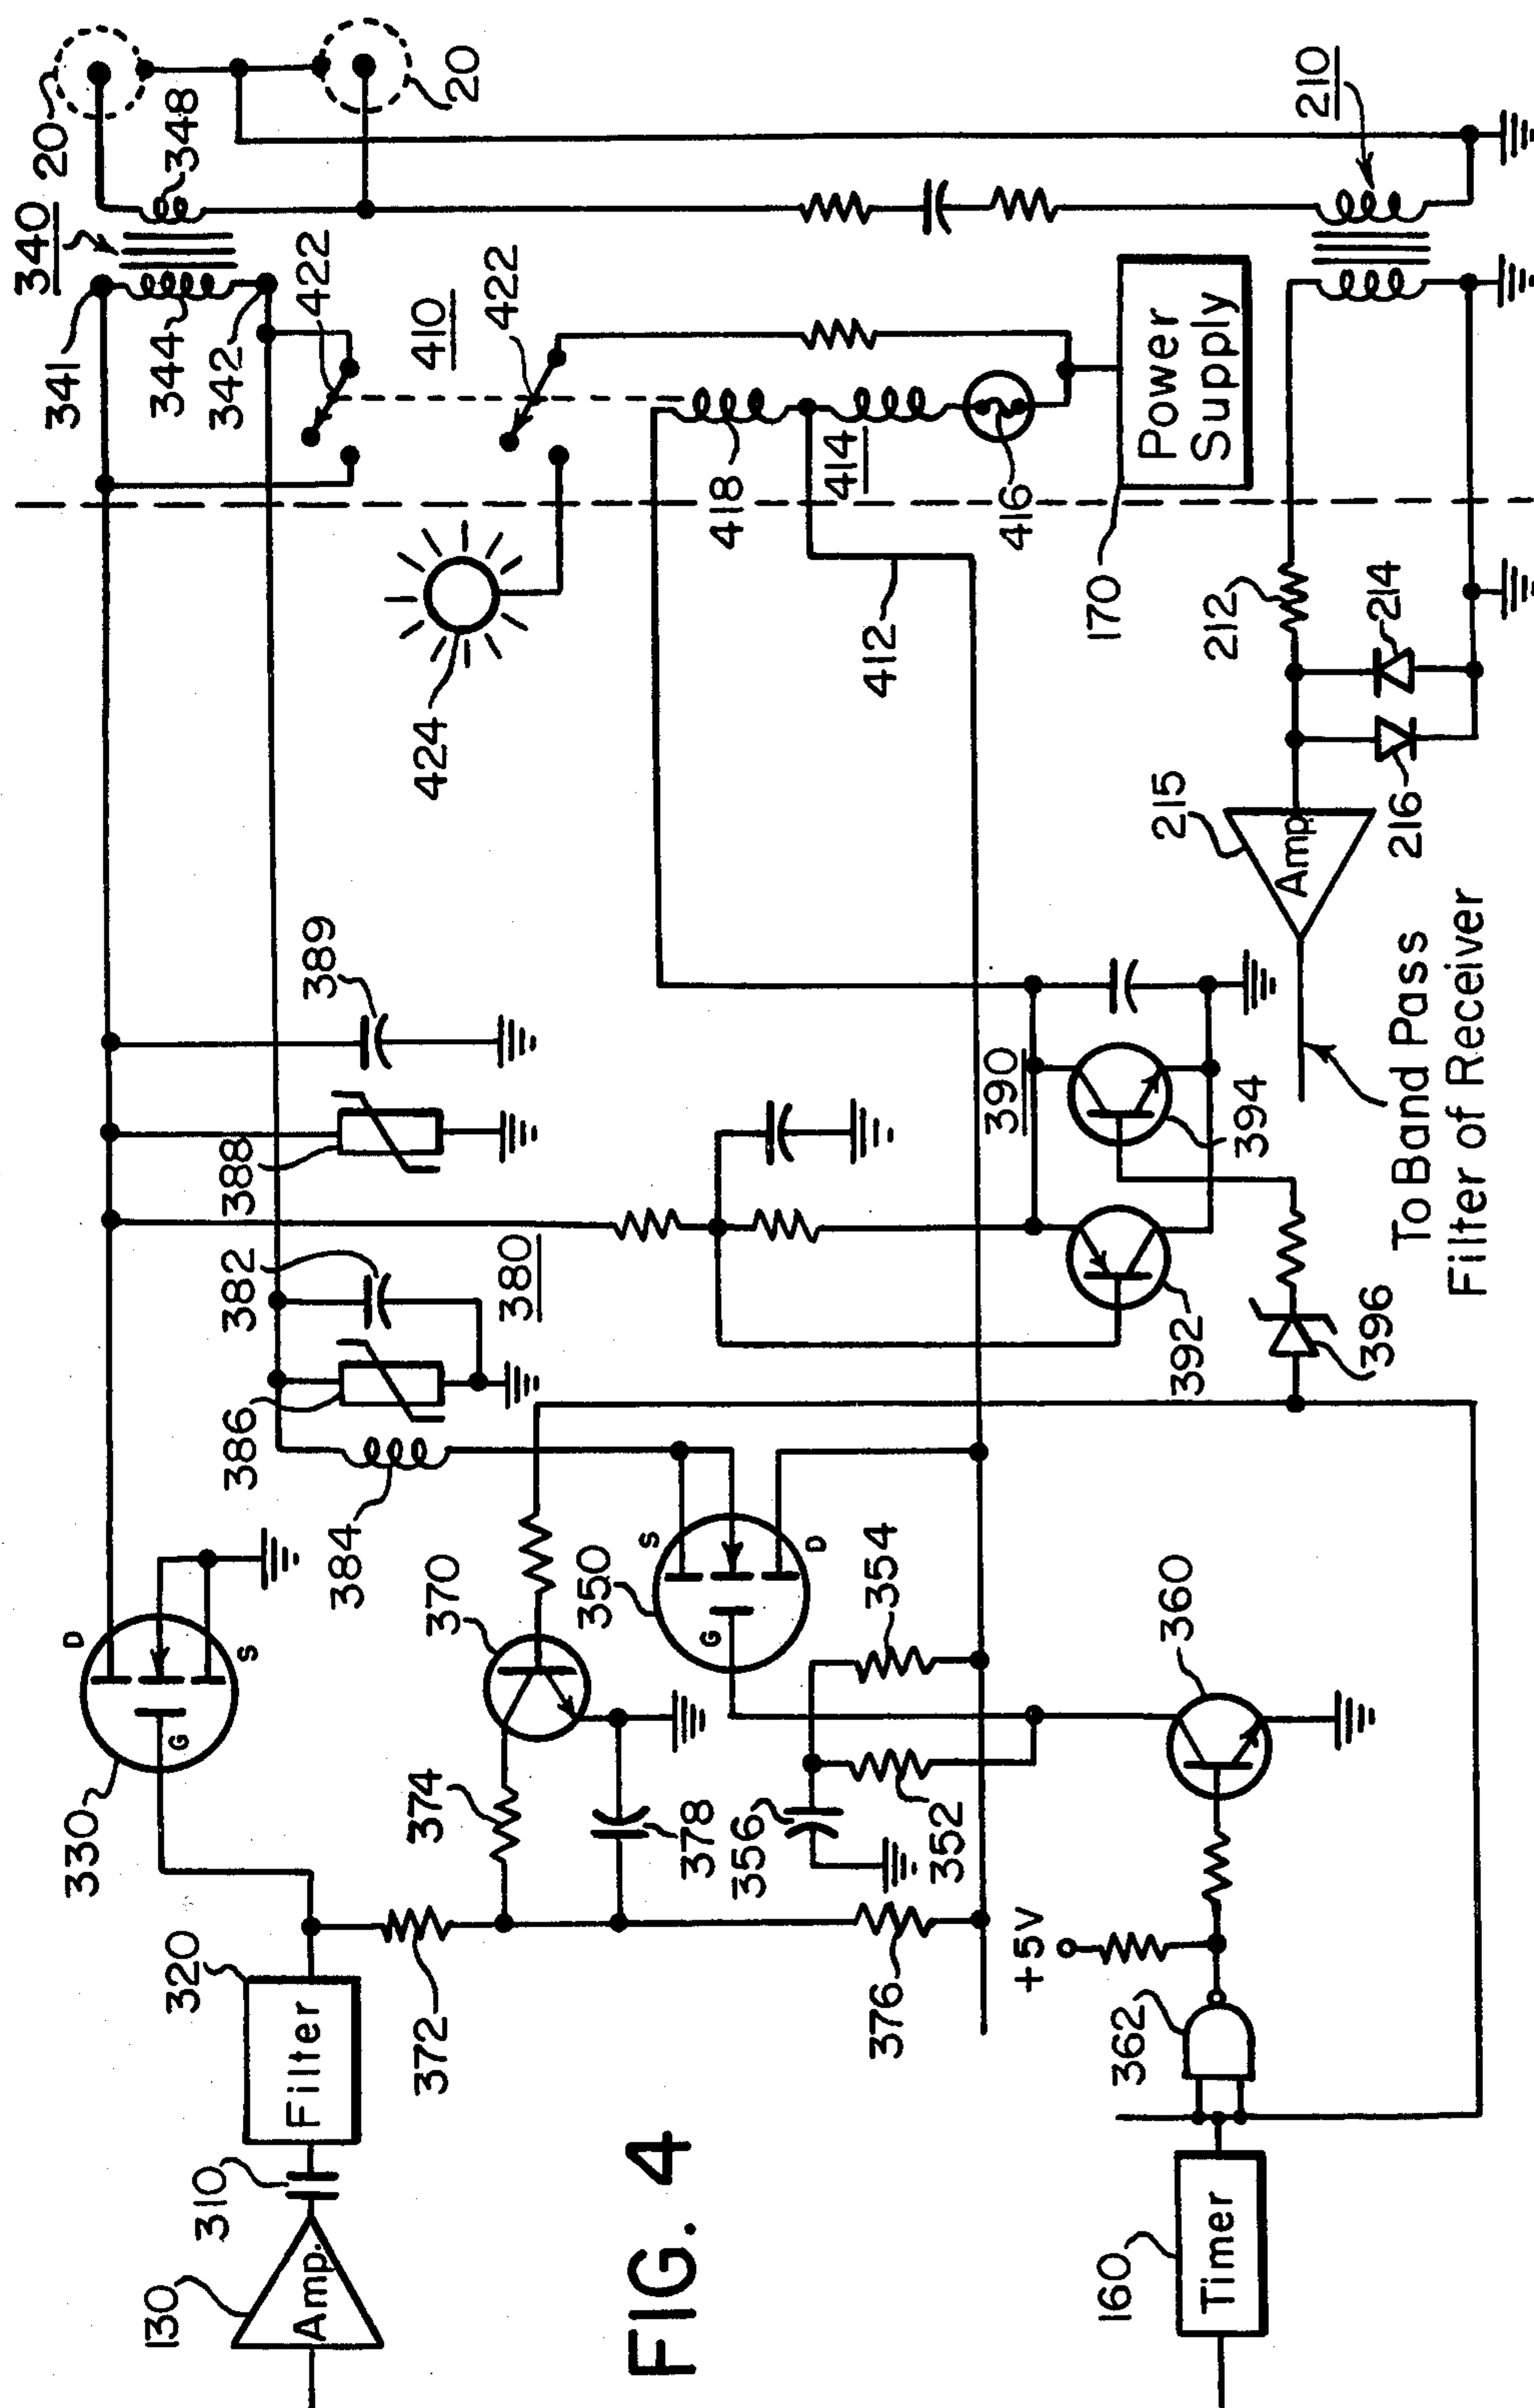 20
20
340
348
341
344
342
422
410
422
210
418
414
416
Power
Supply
170
424
412
212
214
215
216
Amp.
389
388
390
394
To Band Pass
Filter of Receiver
382
380
386
392
396
384
D
G
S
330
370
350
S
G
D
354
360
374
378
356
352
320
Filter
372
376
+5V
362
310
130
Amp.
FIG. 4
160
Timer